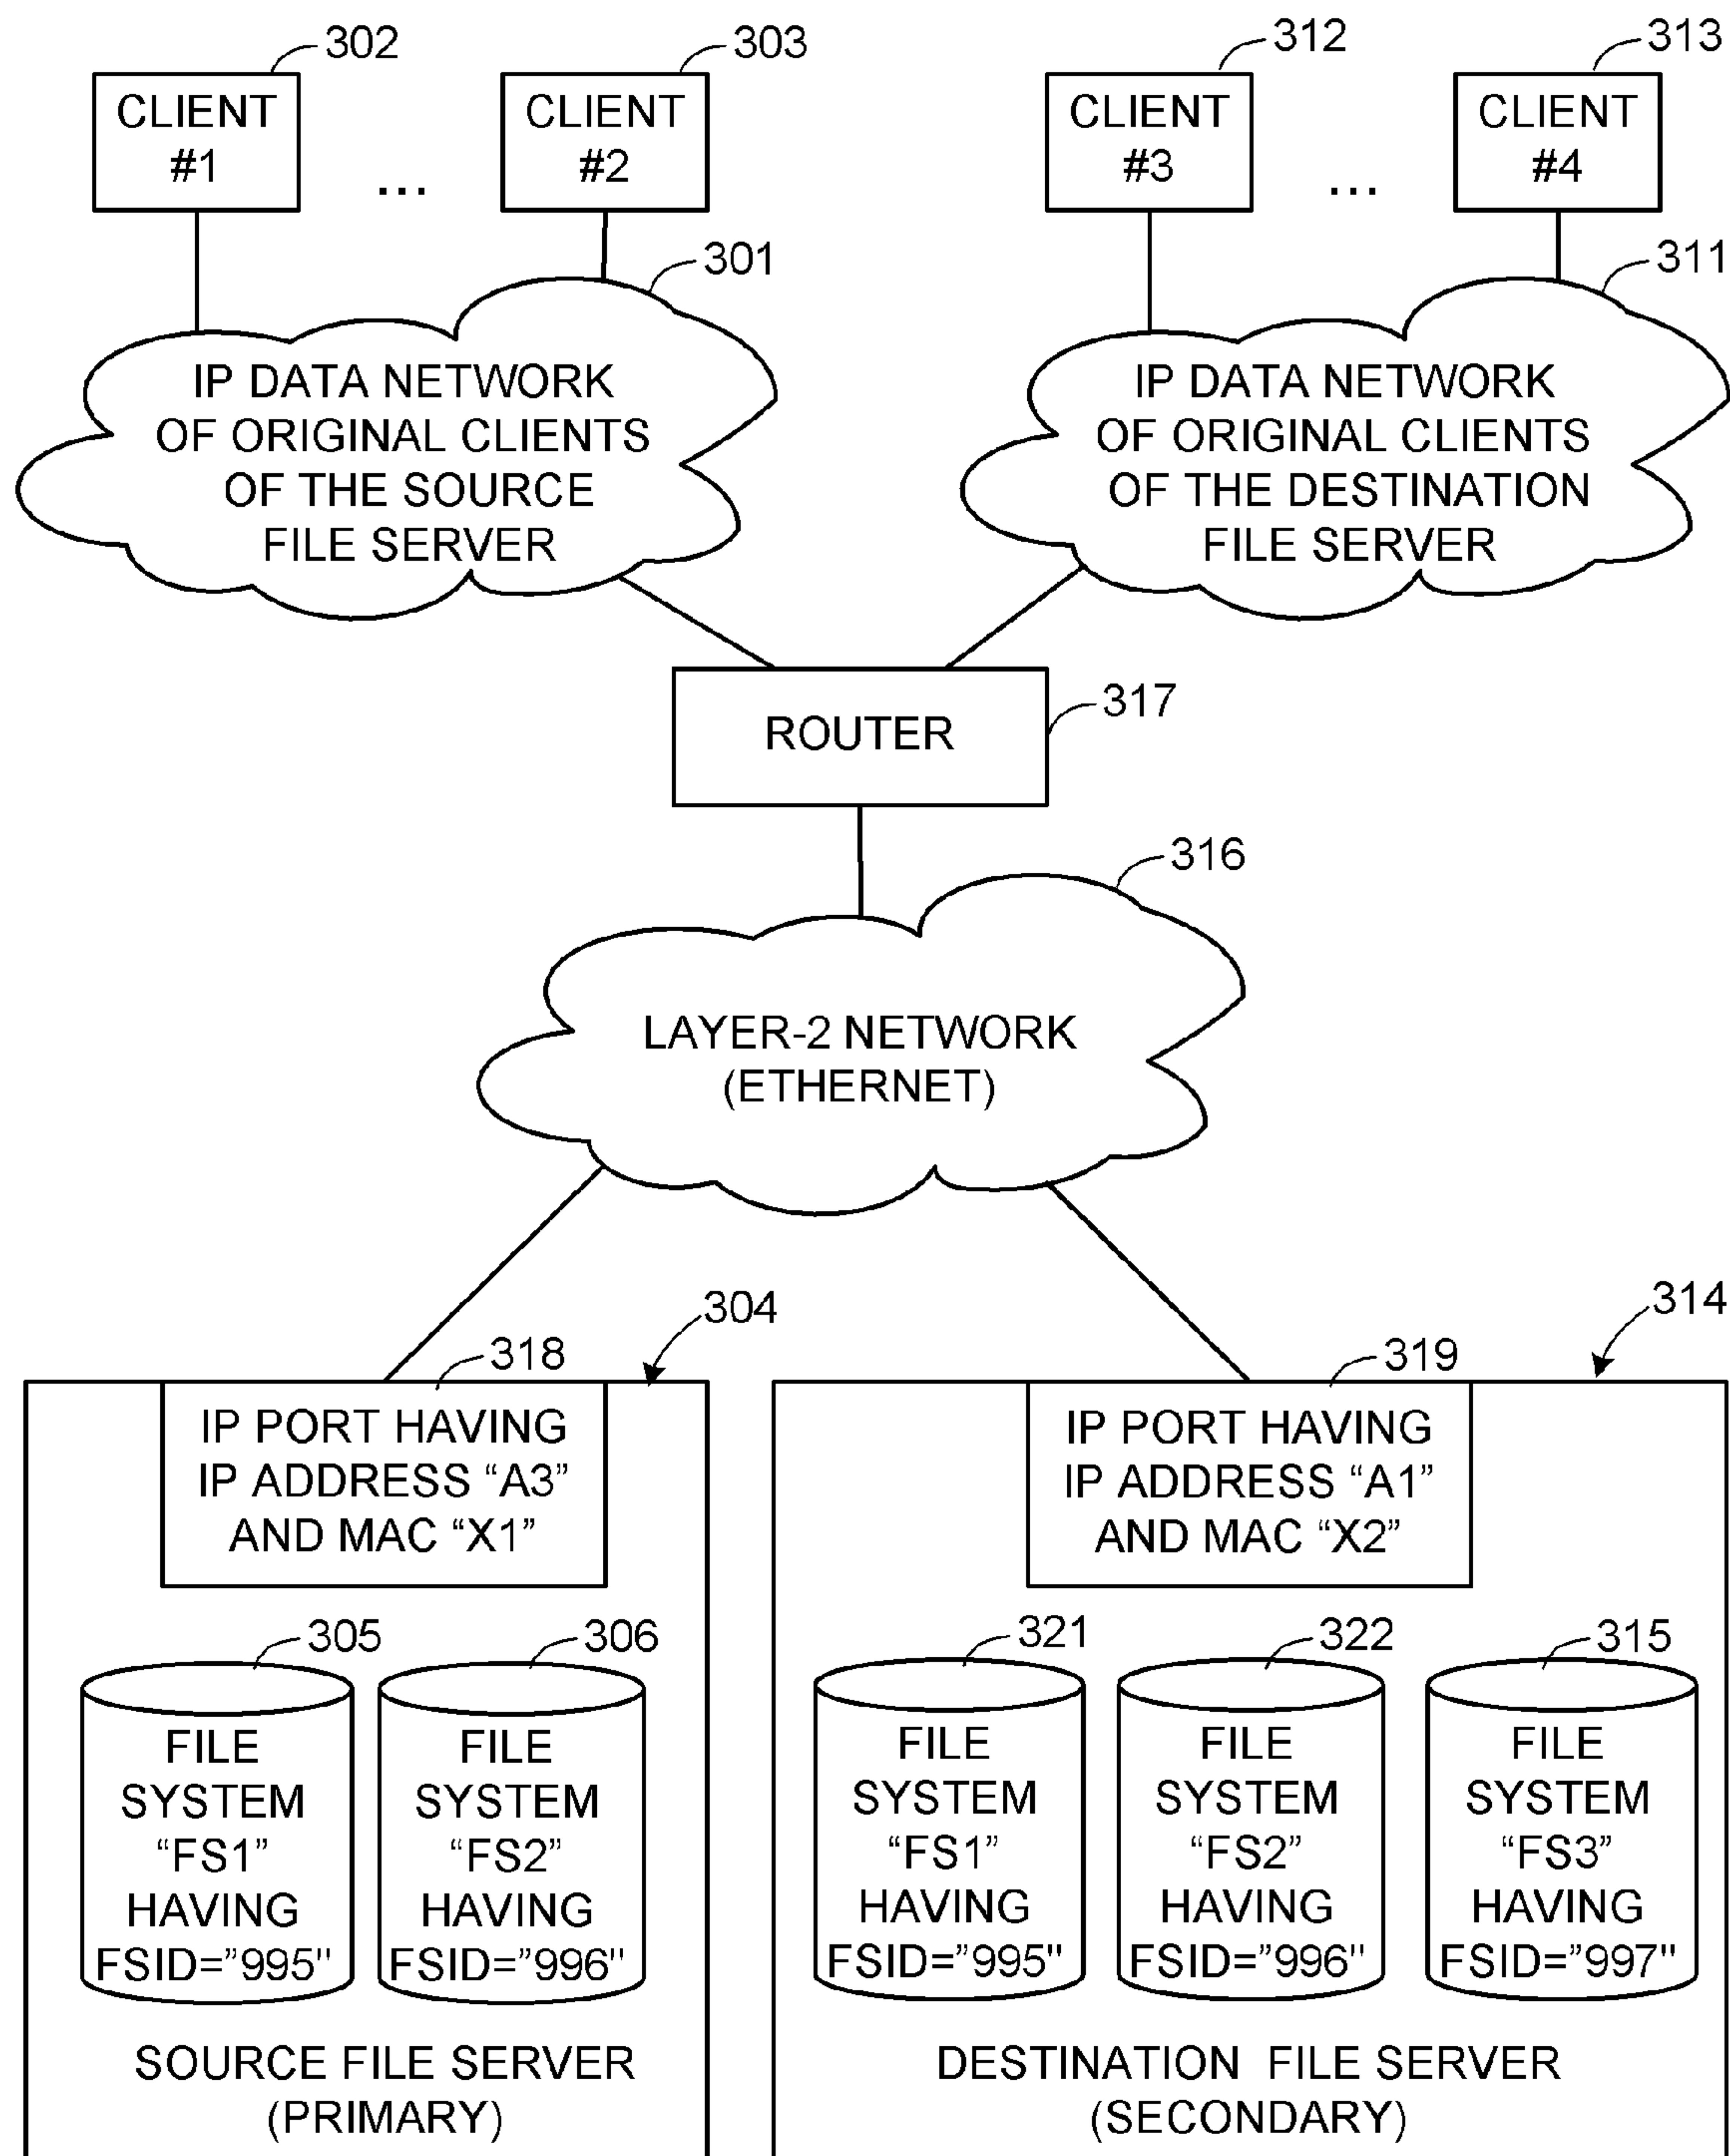 302
303
312
313
CLIENT
#1
...
CLIENT
#2
CLIENT
#3
...
CLIENT
#4
301
311
IP DATA NETWORK
OF ORIGINAL CLIENTS
OF THE SOURCE
FILE SERVER
IP DATA NETWORK
OF ORIGINAL CLIENTS
OF THE DESTINATION
FILE SERVER
ROUTER
317
316
LAYER-2 NETWORK
(ETHERNET)
304
314
318
319
IP PORT HAVING
IP ADDRESS “A3”
AND MAC “X1”
IP PORT HAVING
IP ADDRESS “A1”
AND MAC “X2”
305
306
321
322
315
FILE
SYSTEM
“FS1”
HAVING
FSID=”995"
FILE
SYSTEM
“FS2”
HAVING
FSID=”996"
FILE
SYSTEM
“FS1”
HAVING
FSID=”995"
FILE
SYSTEM
“FS2”
HAVING
FSID=”996"
FILE
SYSTEM
“FS3”
HAVING
FSID=”997"
SOURCE FILE SERVER
(PRIMARY)
DESTINATION FILE SERVER
(SECONDARY)